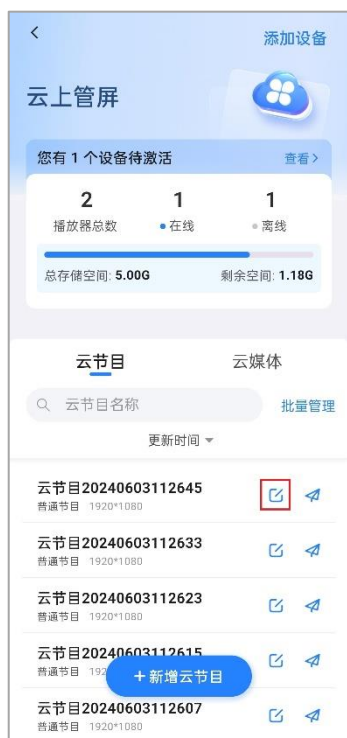 添加设备
云上管屏
您有 1 个设备待激活 查看>
2 1 1
播放器总数 在线 离线
总存储空间: 5.00G 剩余空间: 1.18G
云节目 云媒体
云节目名称 批量管理
更新时间
云节目20240603112645
普通节目 1920*1080
云节目20240603112633
普通节目 1920*1080
云节目20240603112623
普通节目 1920*1080
云节目20240603112615
普通节目 192
+新增云节目
云节目20240603112607
普通节目 1920*1080